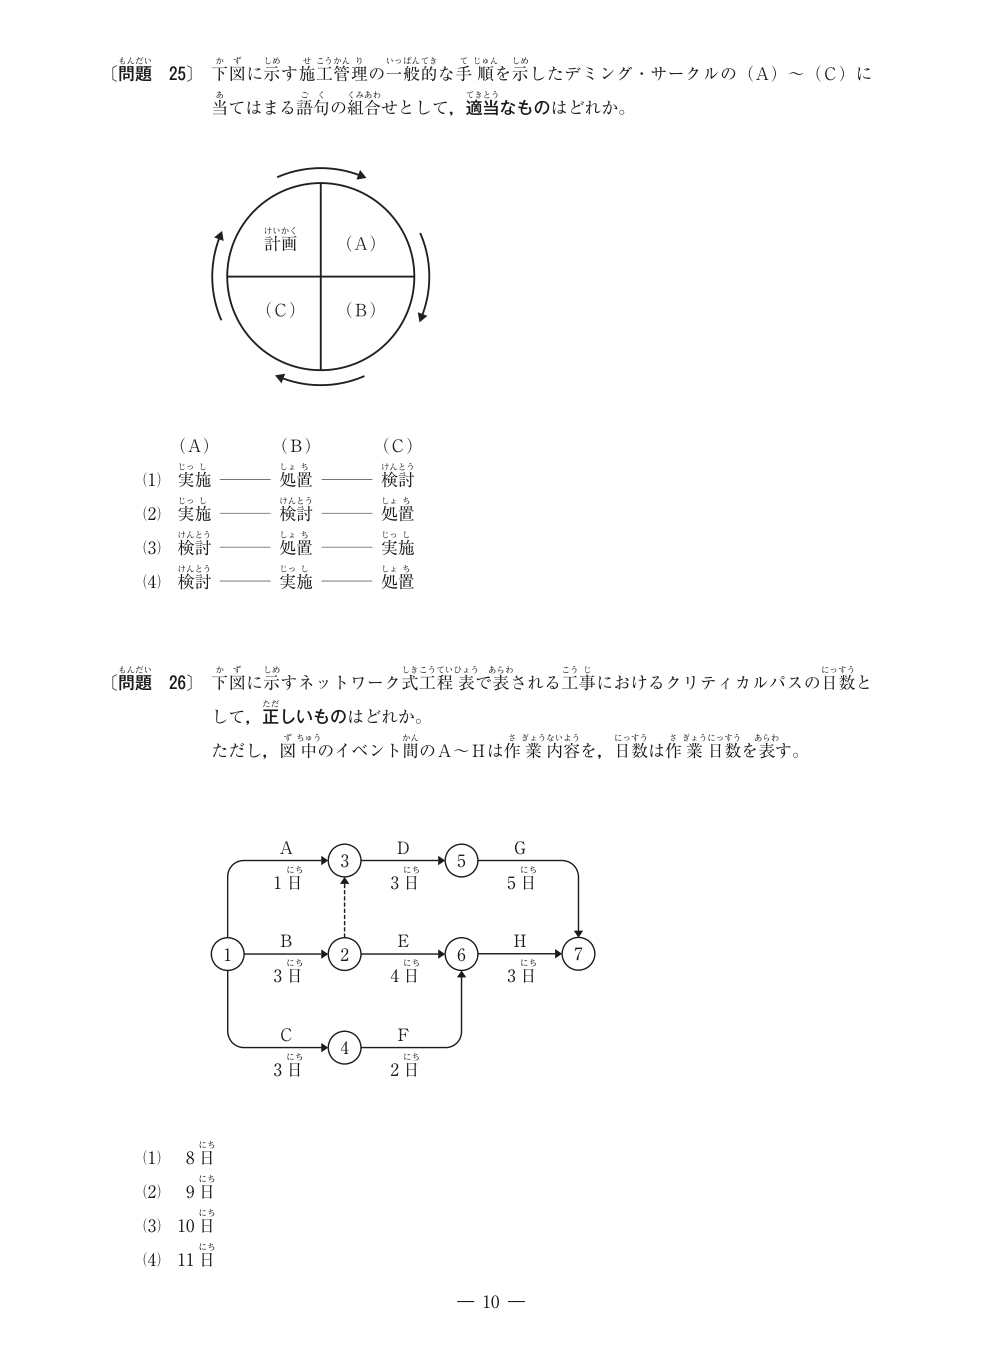 〔問題　25〕　下図に示す施工管理の一般的な手順を示したデミング・サークルの（A）～（C）に
当てはまる語句の組合せとして，適当なものはどれか。
計画　（A）
（C）　（B）
（A）　（B）　（C）
(1)　実施 ─── 処置 ─── 検討
(2)　実施 ─── 検討 ─── 処置
(3)　検討 ─── 処置 ─── 実施
(4)　検討 ─── 実施 ─── 処置
〔問題　26〕　下図に示すネットワーク式工程表で表される工事におけるクリティカルパスの日数と
して，正しいものはどれか。
ただし，図中のイベント間のA～Hは作業内容を，日数は作業日数を表す。
A　D　G
3　5
1日　3日　5日
B　E　H
1　2　6　7
3日　4日　3日
C　F
4
3日　2日
(1)　8日
(2)　9日
(3)　10日
(4)　11日
― 10 ―